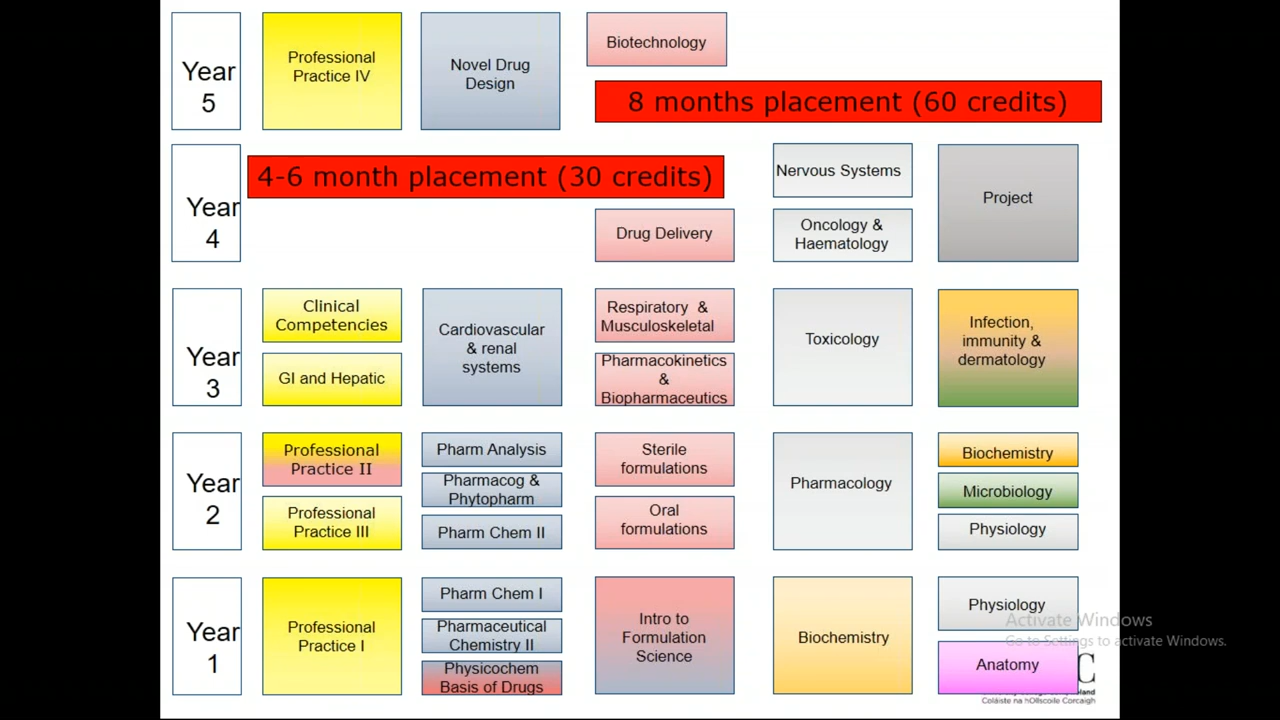 Year
5
Professional
Practice IV
Novel Drug
Design
Biotechnology
8 months placement (60 credits)
Year
4
4-6 month placement (30 credits)
Drug Delivery
Nervous Systems
Oncology &
Haematology
Project
Year
3
Clinical
Competencies
GI and Hepatic
Cardiovascular
& renal
systems
Respiratory &
Musculoskeletal
Pharmacokinetics
&
Biopharmaceutics
Toxicology
Infection,
immunity &
dermatology
Year
2
Professional
Practice II
Professional
Practice III
Pharm Analysis
Pharmacog &
Phytopharm
Pharm Chem II
Sterile
formulations
Oral
formulations
Pharmacology
Biochemistry
Microbiology
Physiology
Year
1
Professional
Practice I
Pharm Chem I
Pharmaceutical
Chemistry II
Physicochem
Basis of Drugs
Intro to
Formulation
Science
Biochemistry
Physiology
Anatomy
Activate Windows
Go to Settings to activate Windows.
C
Coláiste na hOllscoile Corcaigh